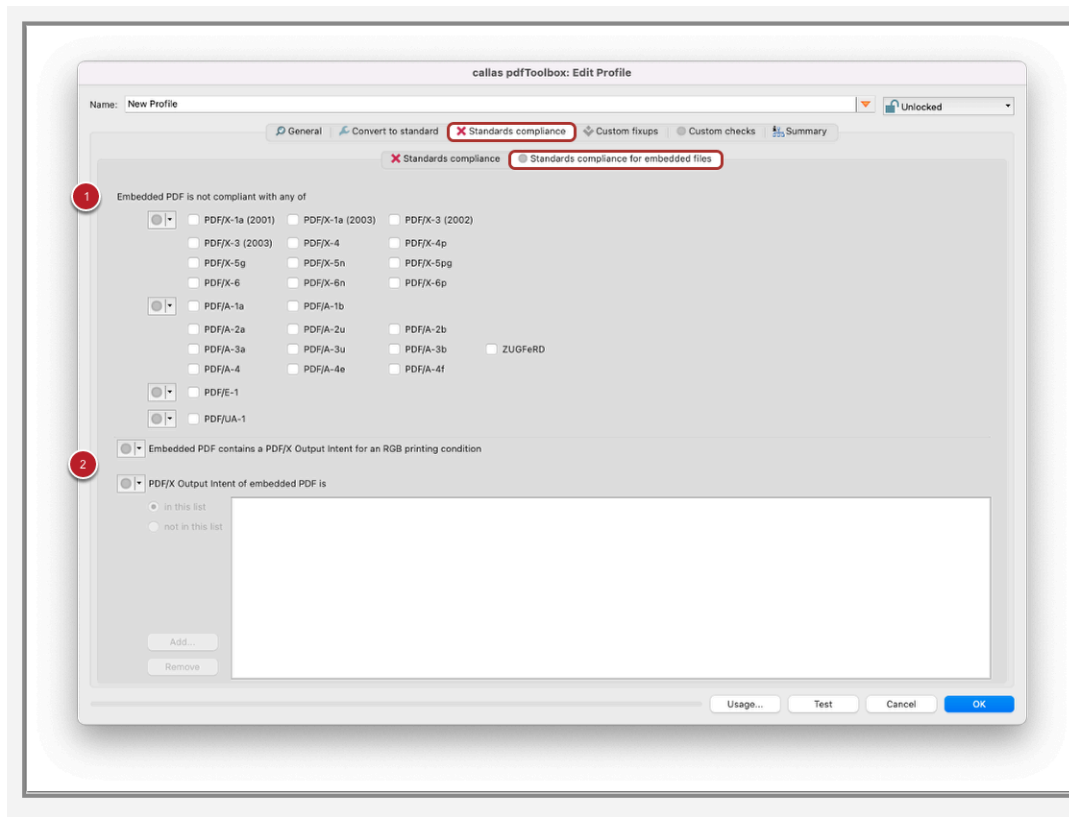 callas pdfToolbox: Edit Profile
Name: New Profile Unlocked
General Convert to standard Standards compliance Custom fixups Custom checks Summary
Standards compliance Standards compliance for embedded files
1 Embedded PDF is not compliant with any of
PDF/X-1a (2001) PDF/X-1a (2003) PDF/X-3 (2002)
PDF/X-3 (2003) PDF/X-4 PDF/X-4p
PDF/X-5g PDF/X-5n PDF/X-5pg
PDF/X-6 PDF/X-6n PDF/X-6p
PDF/A-1a PDF/A-1b
PDF/A-2a PDF/A-2u PDF/A-2b
PDF/A-3a PDF/A-3u PDF/A-3b ZUGFeRD
PDF/A-4 PDF/A-4e PDF/A-4f
PDF/E-1
PDF/UA-1
Embedded PDF contains a PDF/X Output Intent for an RGB printing condition
2
PDF/X Output Intent of embedded PDF is
in this list
not in this list
Add...
Remove
Usage... Test Cancel OK